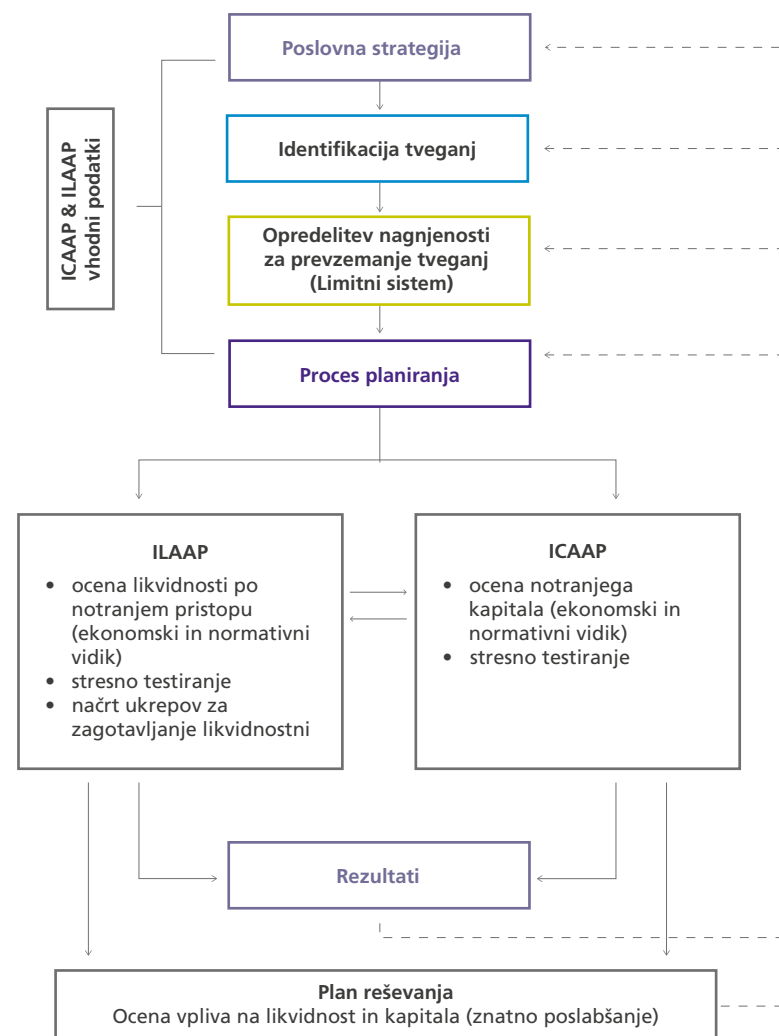 Poslovna strategija
ICAAP & ILAAP
vhodni podatki
Identifikacija tveganj
Opredelitev nagnjenosti
za prevzemanje tveganj
(Limitni sistem)
Proces planiranja
ILAAP
• ocena likvidnosti po
notranjem pristopu
(ekonomski in normativni
vidik)
• stresno testiranje
• načrt ukrepov za
zagotavljanje likvidnostni
ICAAP
• ocena notranjega
kapitala (ekonomski in
normativni vidik)
• stresno testiranje
Rezultati
Plan reševanja
Ocena vpliva na likvidnost in kapitala (znatno poslabšanje)